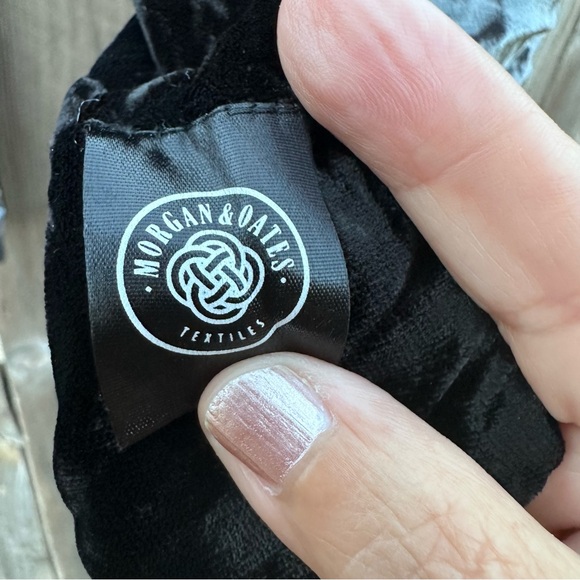 · MORGAN & OATES ·
TEXTILES